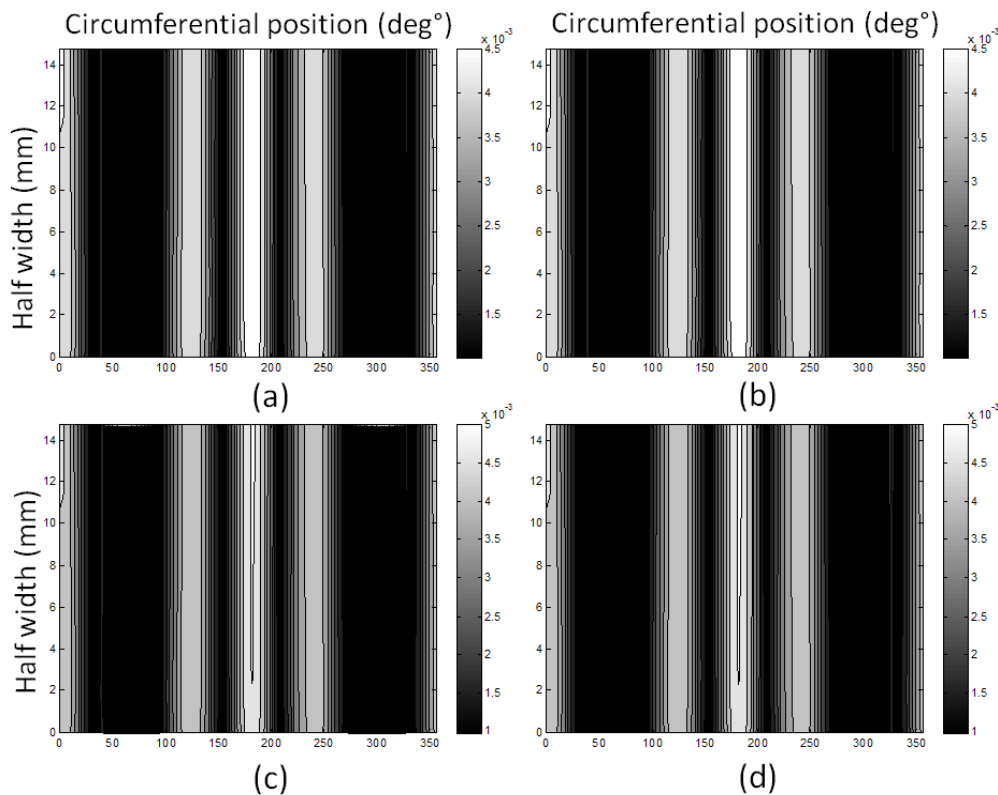 Circumferential position (deg°) Circumferential position (deg°)
x 10⁻³ x 10⁻³
Half width (mm)
14 12 10 8 6 4 2 0
0 50 100 150 200 250 300 350
4.5 4 3.5 3 2.5 2 1.5
14 12 10 8 6 4 2 0
0 50 100 150 200 250 300 350
4.5 4 3.5 3 2.5 2 1.5
(a) (b)
x 10⁻³ x 10⁻³
Half width (mm)
14 12 10 8 6 4 2 0
0 50 100 150 200 250 300 350
5 4.5 4 3.5 3 2.5 2 1.5 1
14 12 10 8 6 4 2 0
0 50 100 150 200 250 300 350
5 4.5 4 3.5 3 2.5 2 1.5 1
(c) (d)